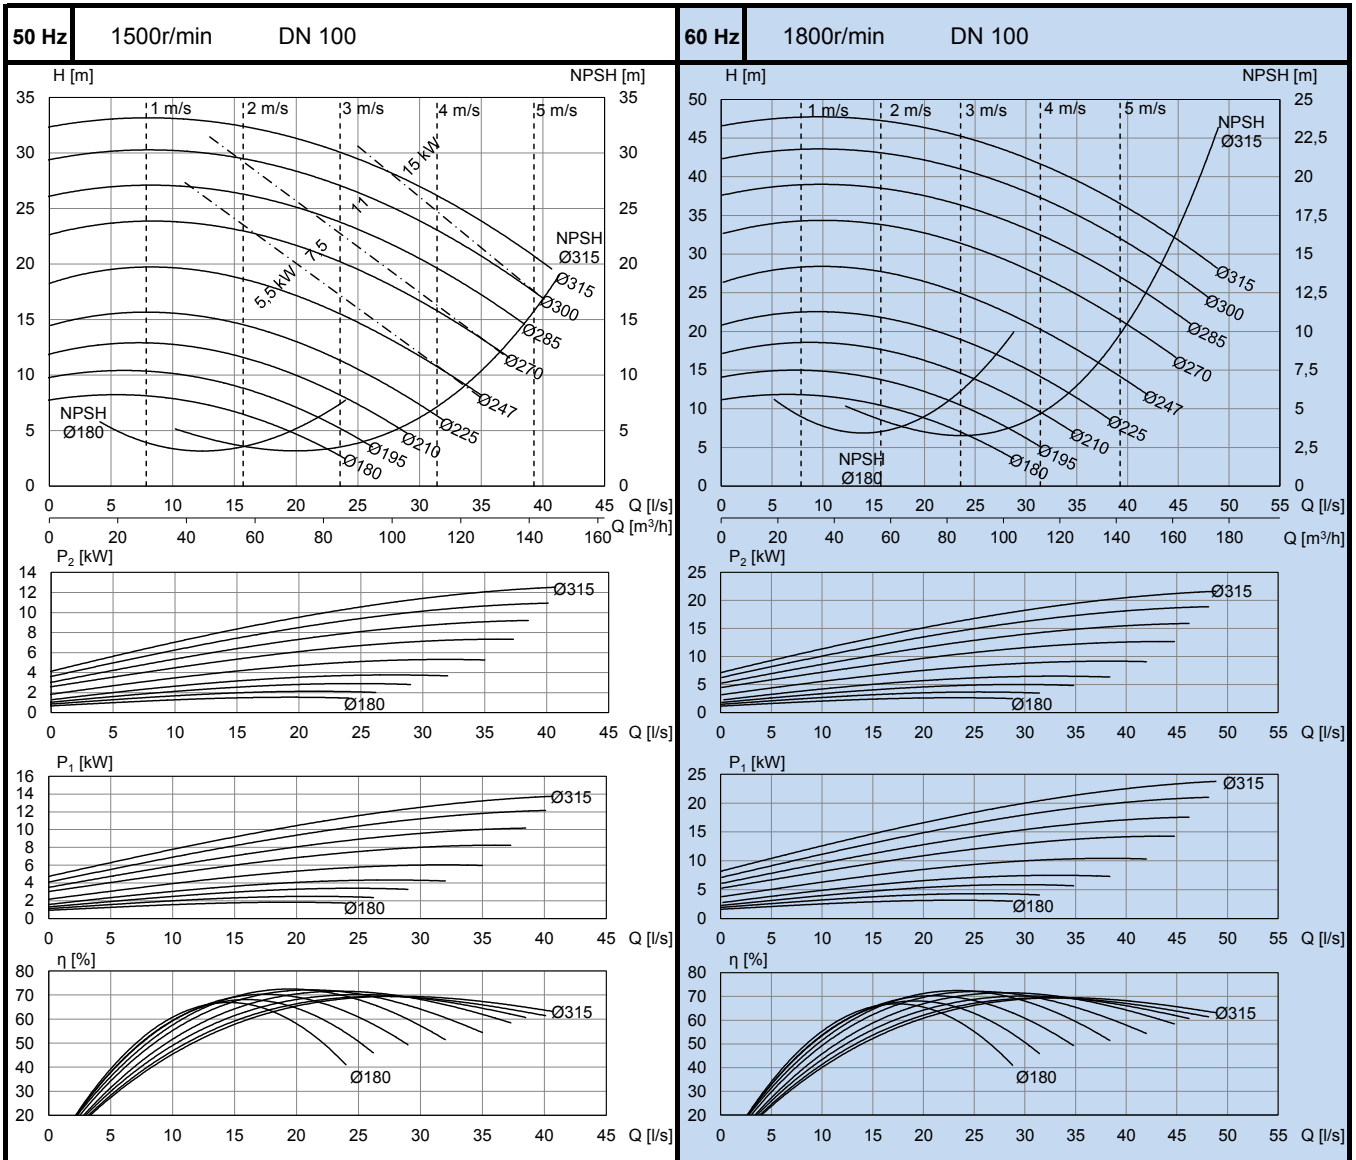 50 Hz 1500r/min DN 100
H [m] NPSH [m]
35 1 m/s 2 m/s 3 m/s 4 m/s 5 m/s 35
15 kW
30 30
11
25 25
7.5
NPSH
Ø315
20 20
5.5 kW
Ø315
Ø300
15 15
Ø285
Ø270
10 10
Ø247
NPSH
Ø180
Ø225
Ø210
5 5
Ø195
Ø180
0 0
0 5 10 15 20 25 30 35 40 45 Q [l/s]
0 20 40 60 80 100 120 140 160 Q [m³/h]
P₂ [kW]
14
12 Ø315
10
8
6
4
2 Ø180
0
0 5 10 15 20 25 30 35 40 45 Q [l/s]
P₁ [kW]
16
14 Ø315
12
10
8
6
4
2 Ø180
0
0 5 10 15 20 25 30 35 40 45 Q [l/s]
η [%]
80
70
60 Ø315
50
40 Ø180
30
20
0 5 10 15 20 25 30 35 40 45 Q [l/s]
60 Hz 1800r/min DN 100
H [m] NPSH [m]
50 1 m/s 2 m/s 3 m/s 4 m/s 5 m/s 25
NPSH
Ø315
45 22,5
40 20
35 17,5
30 15
Ø315
25 12,5
Ø300
Ø285
20 10
Ø270
15 7,5
Ø247
10 5
Ø225
Ø210
5 2,5
Ø195
Ø180
NPSH
Ø180
0 0
0 5 10 15 20 25 30 35 40 45 50 55 Q [l/s]
0 20 40 60 80 100 120 140 160 180 Q [m³/h]
P₂ [kW]
25
20 Ø315
15
10
5 Ø180
0
0 5 10 15 20 25 30 35 40 45 50 55 Q [l/s]
P₁ [kW]
25 Ø315
20
15
10
5 Ø180
0
0 5 10 15 20 25 30 35 40 45 50 55 Q [l/s]
η [%]
80
70
60 Ø315
50
40 Ø180
30
20
0 5 10 15 20 25 30 35 40 45 50 55 Q [l/s]